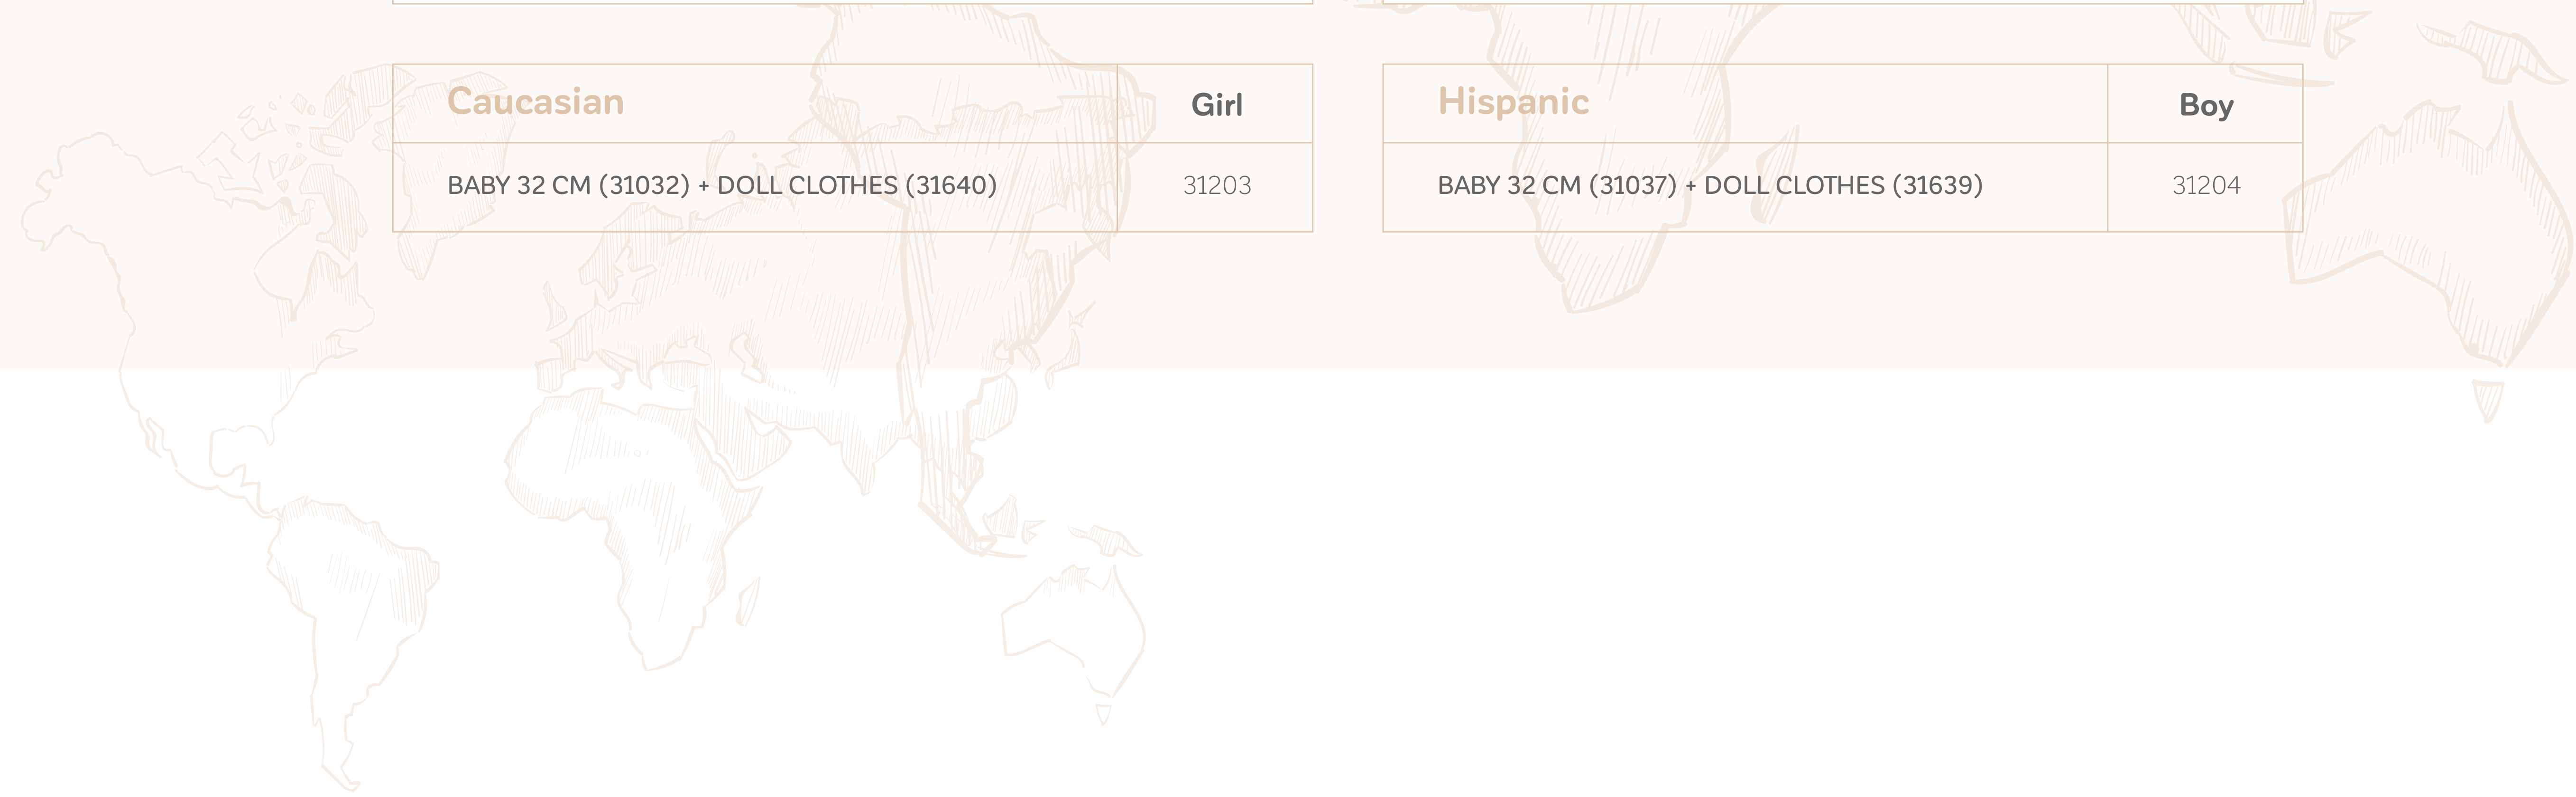 Caucasian Girl
BABY 32 CM (31032) + DOLL CLOTHES (31640) 31203
Hispanic Boy
BABY 32 CM (31037) + DOLL CLOTHES (31639) 31204